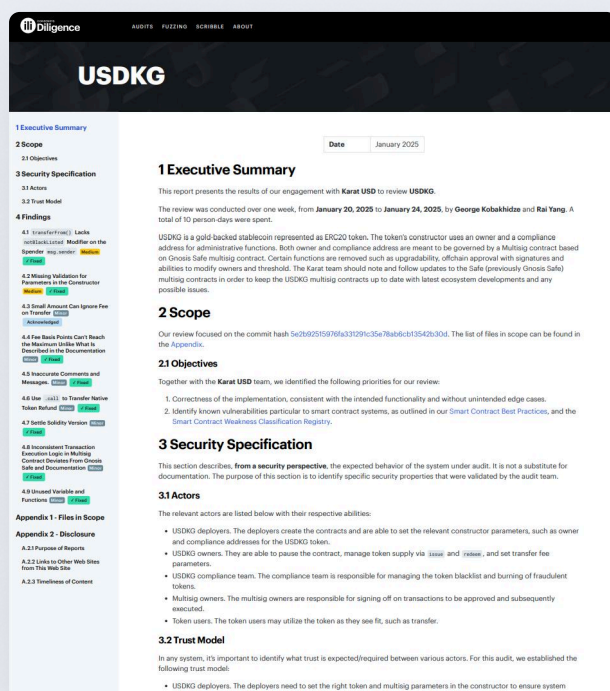 CONSENSYS
Diligence
AUDITS FUZZING SCRIBBLE ABOUT
USDKG
1 Executive Summary
2 Scope
2.1 Objectives
3 Security Specification
3.1 Actors
3.2 Trust Model
4 Findings
4.1 transferFrom() Lacks
notBlackListed Modifier on the
Spender msg.sender Medium
✓ Fixed
4.2 Missing Validation for
Parameters in the Constructor
Medium ✓ Fixed
4.3 Small Amount Can Ignore Fee
on Transfer Minor
Acknowledged
4.4 Fee Basis Points Can't Reach
the Maximum Unlike What Is
Described in the Documentation
Minor ✓ Fixed
4.5 Inaccurate Comments and
Messages. Minor ✓ Fixed
4.6 Use .call to Transfer Native
Token Refund Minor ✓ Fixed
4.7 Settle Solidity Version Minor
✓ Fixed
4.8 Inconsistent Transaction
Execution Logic in Multisig
Contract Deviates From Gnosis
Safe and Documentation Minor
✓ Fixed
4.9 Unused Variable and
Functions Minor ✓ Fixed
Appendix 1 - Files in Scope
Appendix 2 - Disclosure
A.2.1 Purpose of Reports
A.2.2 Links to Other Web Sites
from This Web Site
A.2.3 Timeliness of Content
Date January 2025
1 Executive Summary
This report presents the results of our engagement with Karat USD to review USDKG.
The review was conducted over one week, from January 20, 2025 to January 24, 2025, by George Kobakhidze and Rai Yang. A
total of 10 person-days were spent.
USDKG is a gold-backed stablecoin represented as ERC20 token. The token's constructor uses an owner and a compliance
address for administrative functions. Both owner and compliance address are meant to be governed by a Multisig contract based
on Gnosis Safe multisig contract. Certain functions are removed such as upgradability, offchain approval with signatures and
abilities to modify owners and threshold. The Karat team should note and follow updates to the Safe (previously Gnosis Safe)
multisig contracts in order to keep the USDKG multisig contracts up to date with latest ecosystem developments and any
possible issues.
2 Scope
Our review focused on the commit hash 5e2b92515976fa331291c35e78ab6cb13542b30d. The list of files in scope can be found in
the Appendix.
2.1 Objectives
Together with the Karat USD team, we identified the following priorities for our review:
1. Correctness of the implementation, consistent with the intended functionality and without unintended edge cases.
2. Identify known vulnerabilities particular to smart contract systems, as outlined in our Smart Contract Best Practices, and the
Smart Contract Weakness Classification Registry.
3 Security Specification
This section describes, from a security perspective, the expected behavior of the system under audit. It is not a substitute for
documentation. The purpose of this section is to identify specific security properties that were validated by the audit team.
3.1 Actors
The relevant actors are listed below with their respective abilities:
• USDKG deployers. The deployers create the contracts and are able to set the relevant constructor parameters, such as owner
and compliance addresses for the USDKG token.
• USDKG owners. They are able to pause the contract, manage token supply via issue and redeem, and set transfer fee
parameters.
• USDKG compliance team. The compliance team is responsible for managing the token blacklist and burning of fraudulent
tokens.
• Multisig owners. The multisig owners are responsible for signing off on transactions to be approved and subsequently
executed.
• Token users. The token users may utilize the token as they see fit, such as transfer.
3.2 Trust Model
In any system, it's important to identify what trust is expected/required between various actors. For this audit, we established the
following trust model:
• USDKG deployers. The deployers need to set the right token and multisig parameters in the constructor to ensure system